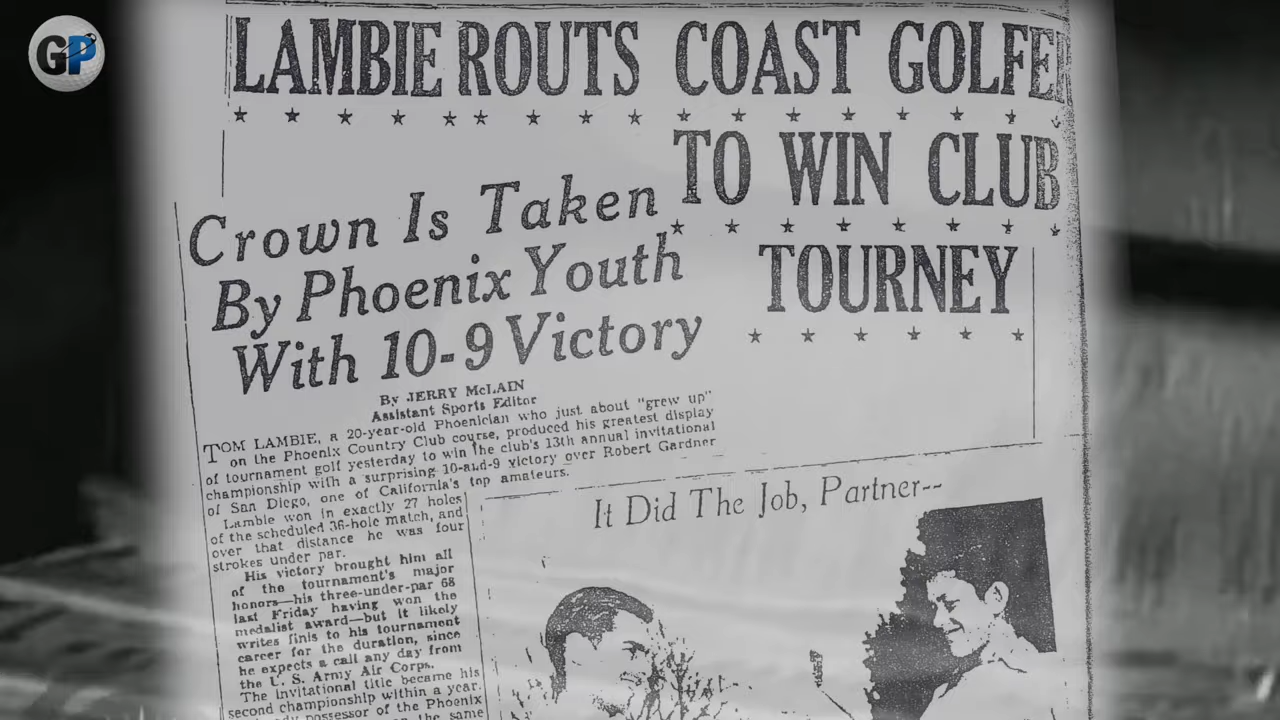 GP
LAMBIE ROUTS COAST GOLFER
TO WIN CLUB
TOURNEY
Crown Is Taken
By Phoenix Youth
With 10-9 Victory
By JERRY McLAIN
Assistant Sports Editor
TOM LAMBIE, a 20-year-old Phoenician who just about "grew up"
on the Phoenix Country Club course, produced his greatest display
of tournament golf yesterday to win the club's 13th annual invitational
championship with a surprising 10-and-9 victory over Robert Gardner
of San Diego, one of California's top amateurs.
Lambie won in exactly 27 holes
of the scheduled 36-hole match, and
over that distance he was four
strokes under par.
His victory brought him all
of the tournament's major
honors—his three-under-par 68
last Friday having won the
medalist award—but it likely
writes finis to his tournament
career for the duration, since
he expects a call any day from
the U. S. Army Air Corps.
The invitational title became his
second championship within a year.
possessor of the Phoenix
the same
It Did The Job, Partner--